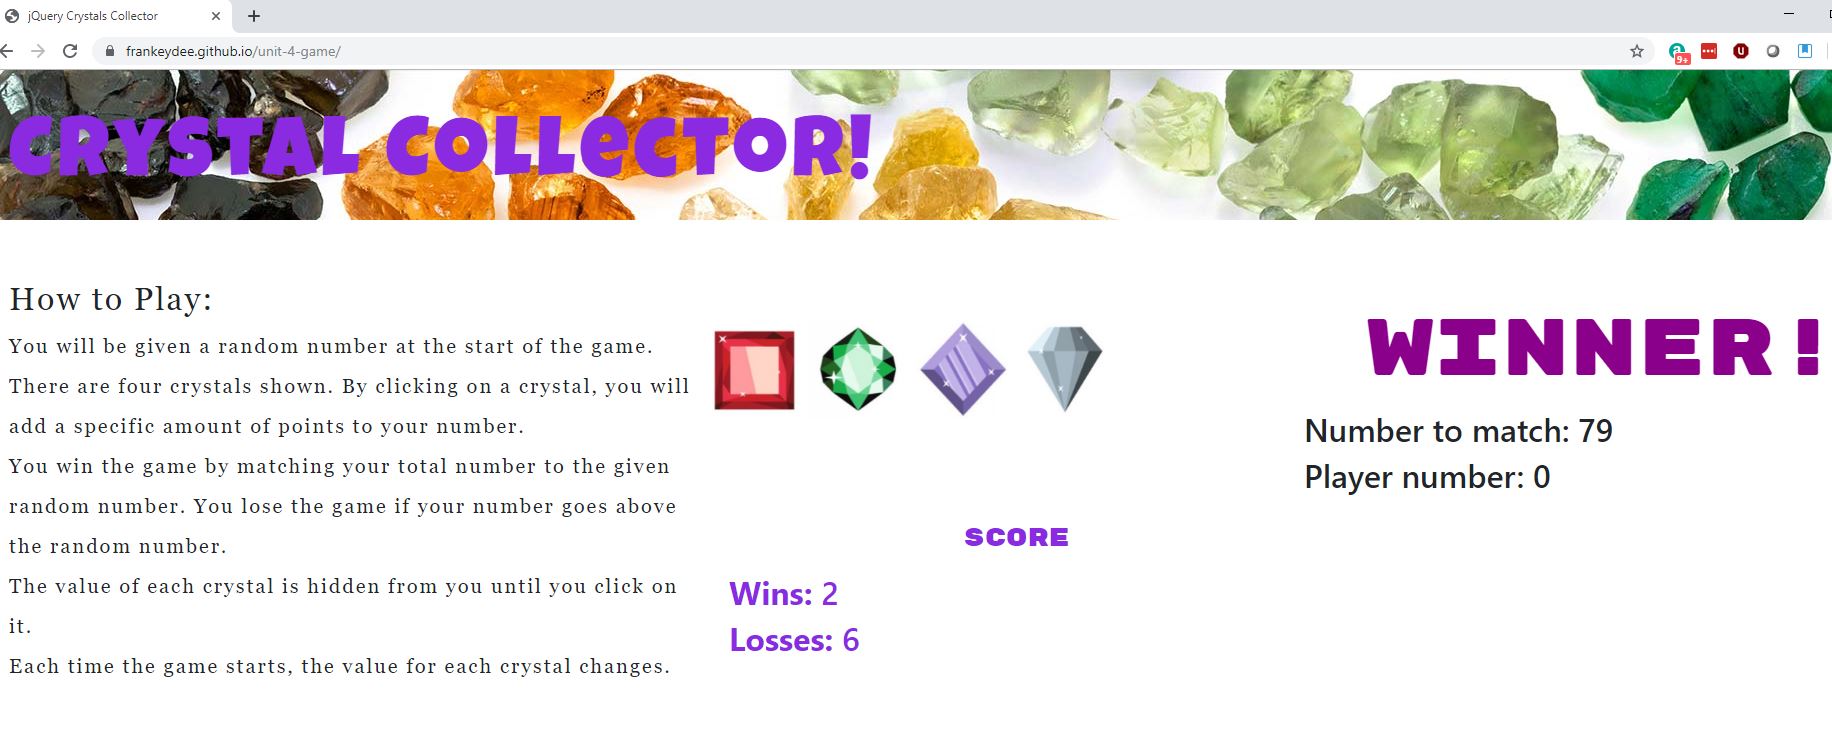 jQuery Crystals Collector
frankeydee.github.io/unit-4-game/
9+
CRYSTAL COLLECTOR!
How to Play:
You will be given a random number at the start of the game.
There are four crystals shown. By clicking on a crystal, you will
add a specific amount of points to your number.
You win the game by matching your total number to the given
random number. You lose the game if your number goes above
the random number.
The value of each crystal is hidden from you until you click on
it.
Each time the game starts, the value for each crystal changes.
SCORE
Wins: 2
Losses: 6
WINNER!
Number to match: 79
Player number: 0